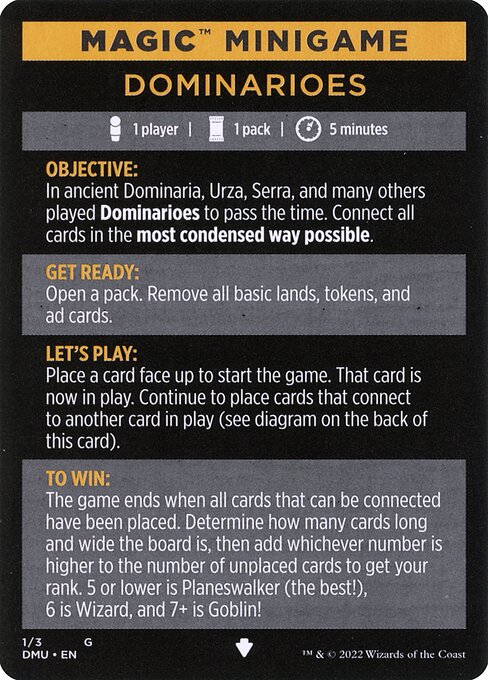 MAGIC™ MINIGAME
DOMINARIOES
1 player | 1 pack | 5 minutes
OBJECTIVE:
In ancient Dominaria, Urza, Serra, and many others
played Dominarioes to pass the time. Connect all
cards in the most condensed way possible.
GET READY:
Open a pack. Remove all basic lands, tokens, and
ad cards.
LET'S PLAY:
Place a card face up to start the game. That card is
now in play. Continue to place cards that connect
to another card in play (see diagram on the back of
this card).
TO WIN:
The game ends when all cards that can be connected
have been placed. Determine how many cards long
and wide the board is, then add whichever number is
higher to the number of unplaced cards to get your
rank. 5 or lower is Planeswalker (the best!),
6 is Wizard, and 7+ is Goblin!
1/3 G
DMU • EN
™ & © 2022 Wizards of the Coast